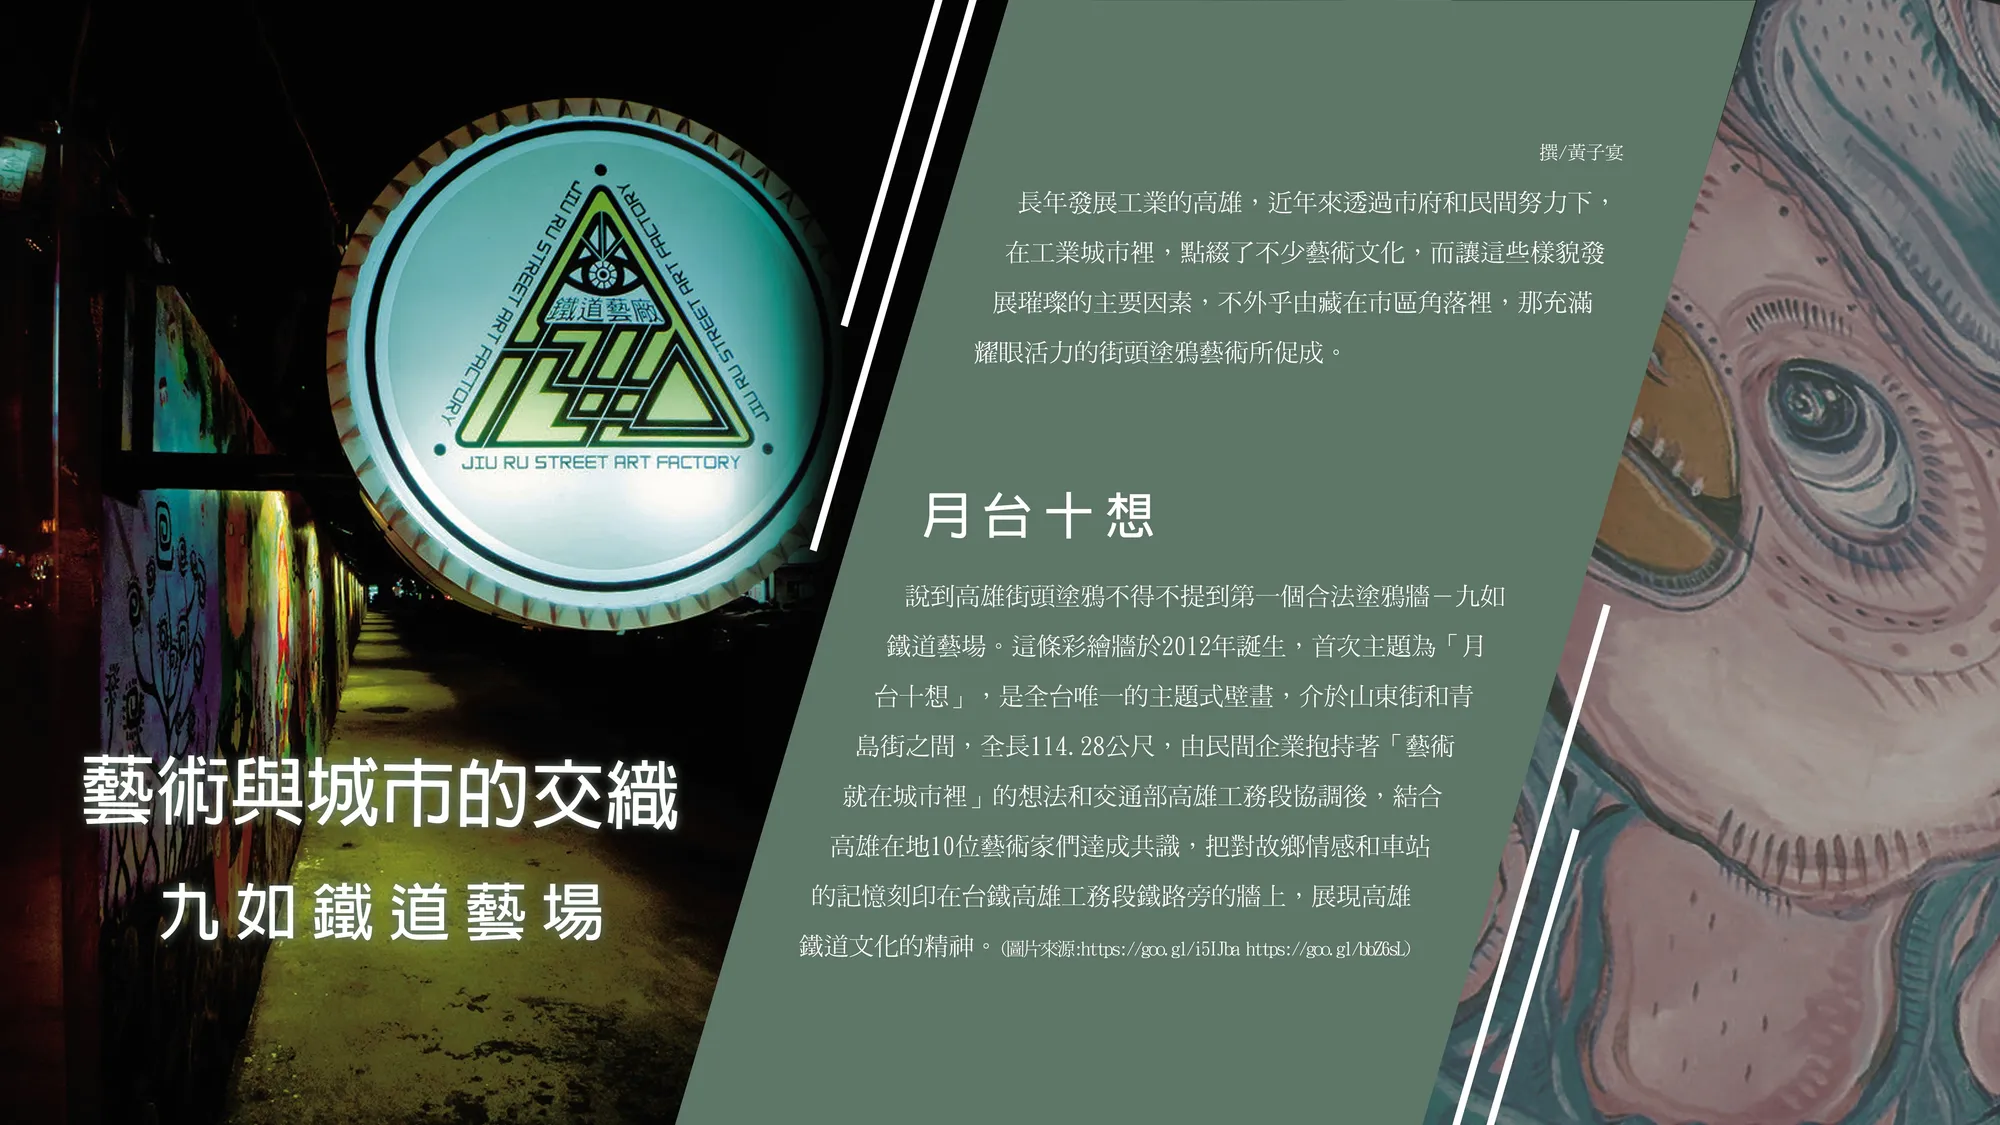 JIU RU STREET ART FACTORY
JIU RU STREET ART FACTORY
鐵道藝廠
JIU RU STREET ART FACTORY
藝術與城市的交織
九如鐵道藝場
撰/黃子宴
長年發展工業的高雄，近年來透過市府和民間努力下，
在工業城市裡，點綴了不少藝術文化，而讓這些樣貌發
展璀璨的主要因素，不外乎由藏在市區角落裡，那充滿
耀眼活力的街頭塗鴉藝術所促成。
月台十想
說到高雄街頭塗鴉不得不提到第一個合法塗鴉牆－九如
鐵道藝場。這條彩繪牆於2012年誕生，首次主題為「月
台十想」，是全台唯一的主題式壁畫，介於山東街和青
島街之間，全長114.28公尺，由民間企業抱持著「藝術
就在城市裡」的想法和交通部高雄工務段協調後，結合
高雄在地10位藝術家們達成共識，把對故鄉情感和車站
的記憶刻印在台鐵高雄工務段鐵路旁的牆上，展現高雄
鐵道文化的精神。(圖片來源:https://goo.gl/i5IJba https://goo.gl/bbZ6sL)